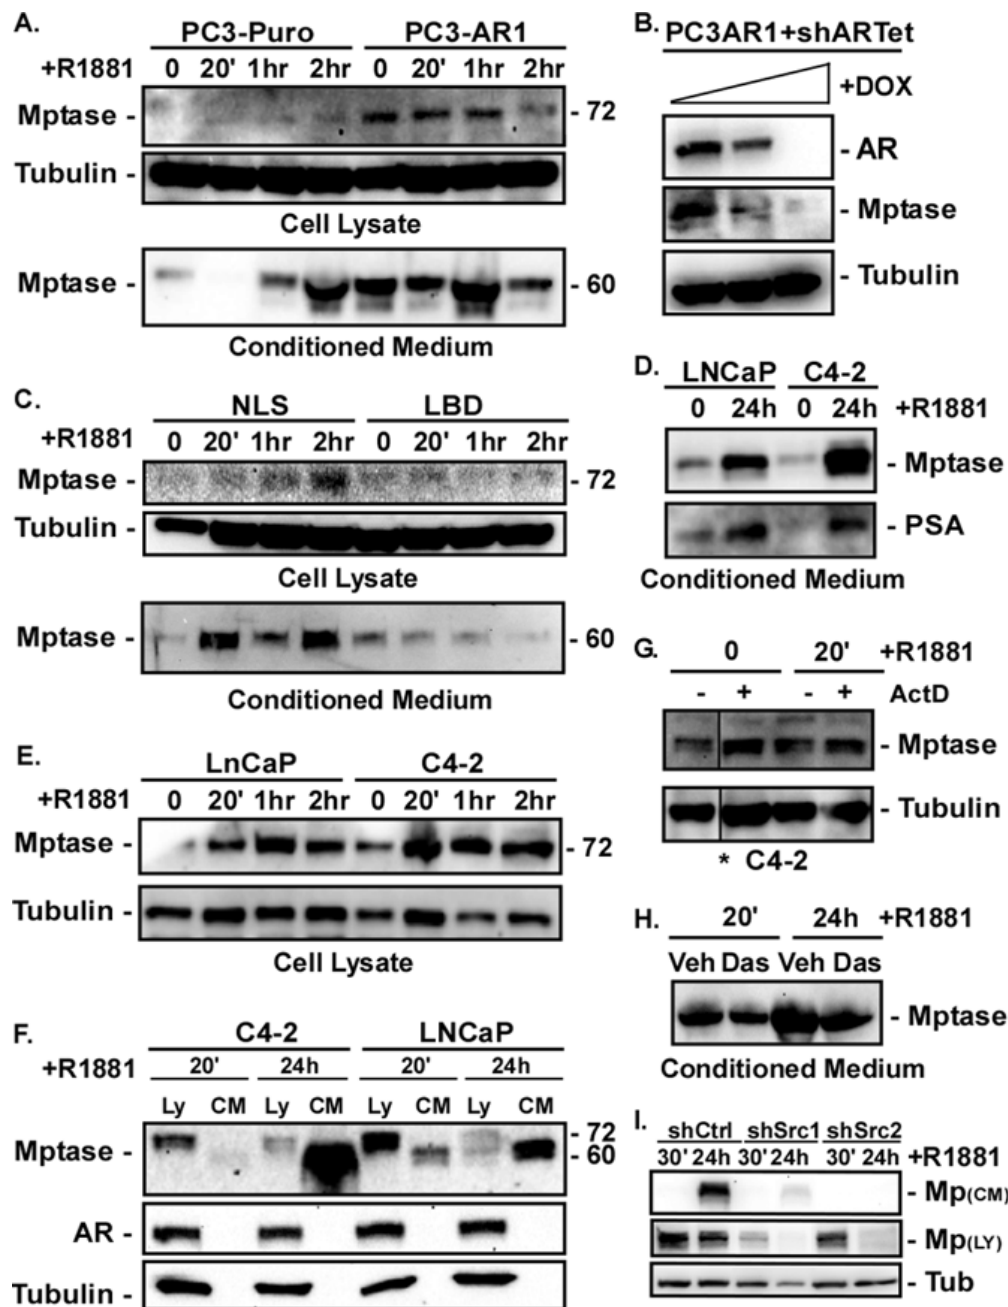 A.
PC3-Puro PC3-AR1
+R1881 0 20' 1hr 2hr 0 20' 1hr 2hr
Mptase - - 72
Tubulin -
Cell Lysate
Mptase - - 60
Conditioned Medium
B.
PC3AR1+shARTet
+DOX
- AR
- Mptase
- Tubulin
C.
NLS LBD
+R1881 0 20' 1hr 2hr 0 20' 1hr 2hr
Mptase - - 72
Tubulin -
Cell Lysate
Mptase - - 60
Conditioned Medium
D.
LNCaP C4-2
0 24h 0 24h +R1881
- Mptase
- PSA
Conditioned Medium
E.
LnCaP C4-2
+R1881 0 20' 1hr 2hr 0 20' 1hr 2hr
Mptase - - 72
Tubulin -
Cell Lysate
F.
C4-2 LNCaP
+R1881 20' 24h 20' 24h
Ly CM Ly CM Ly CM Ly CM
Mptase - - 72
- 60
AR -
Tubulin -
G.
0 20' +R1881
- + - + ActD
- Mptase
- Tubulin
* C4-2
H.
20' 24h +R1881
Veh Das Veh Das
- Mptase
Conditioned Medium
I.
shCtrl shSrc1 shSrc2
30' 24h 30' 24h 30' 24h +R1881
- Mp(CM)
- Mp(LY)
- Tub